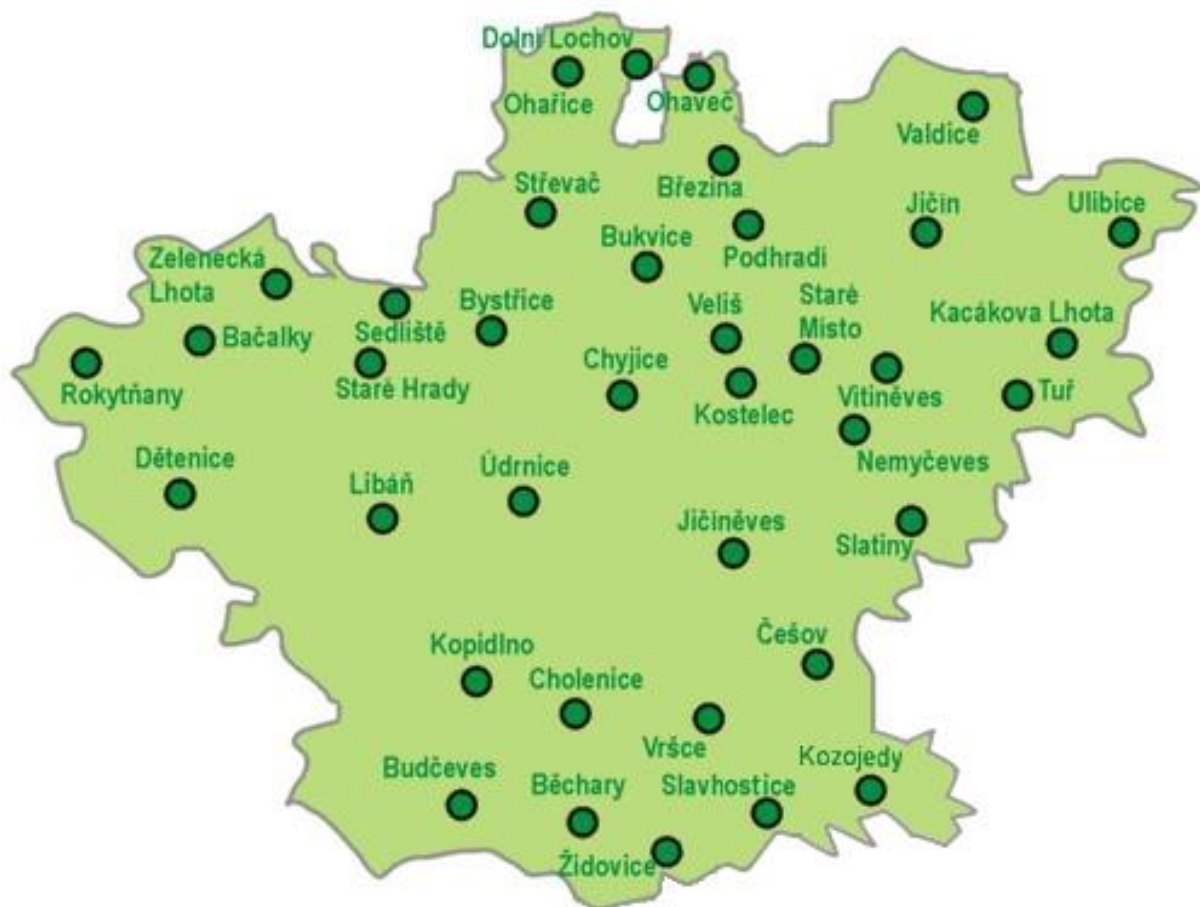 Dolní Lochov
Ohařice
Ohaveč
Valdice
Střevač
Březina
Jičín
Ulibice
Bukvice
Podhradí
Zelenecká
Lhota
Bystřice
Veliš
Staré
Místo
Kacákova Lhota
Bačalky
Sedliště
Chyjice
Rokytňany
Staré Hrady
Kostelec
Vitiněves
Tuř
Dětenice
Údrnice
Nemyčeves
Libáň
Jičíněves
Slatiny
Kopidlno
Češov
Cholenice
Vršce
Kozojedy
Budčeves
Běchary
Slavhostice
Židovice